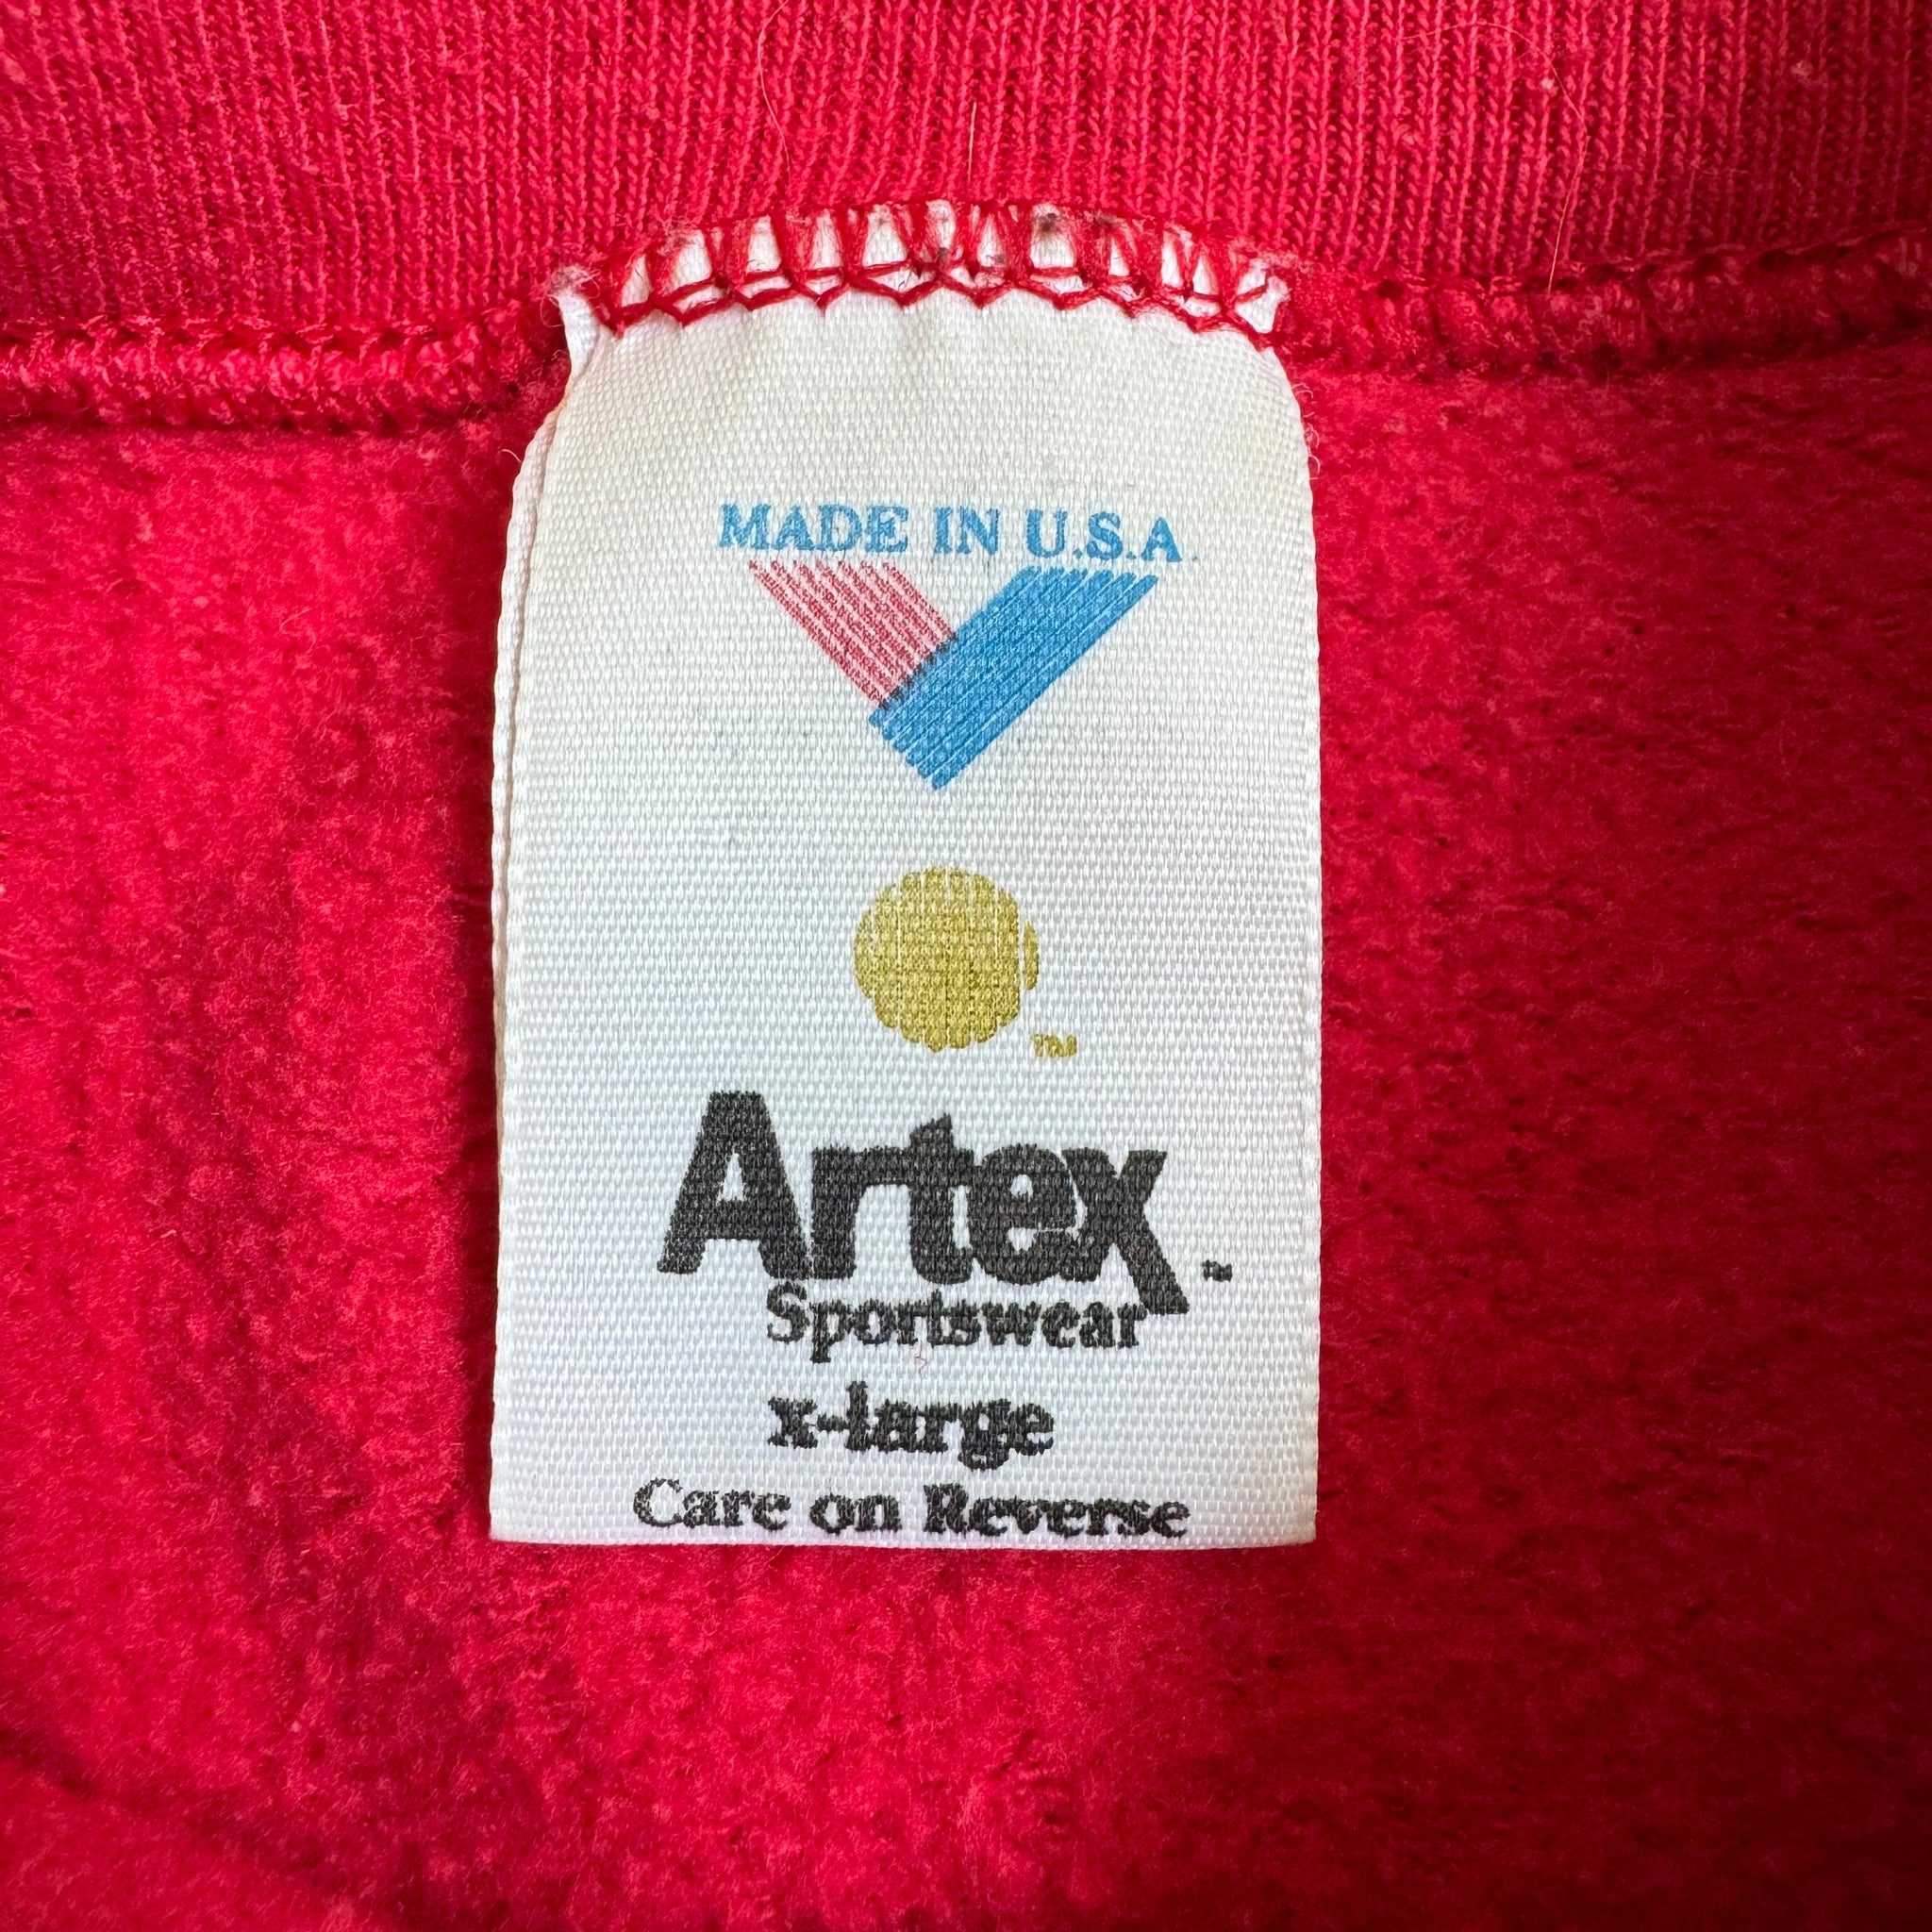 MADE IN U.S.A.
TM
Artex TM
Sportswear
x-large
Care on Reverse